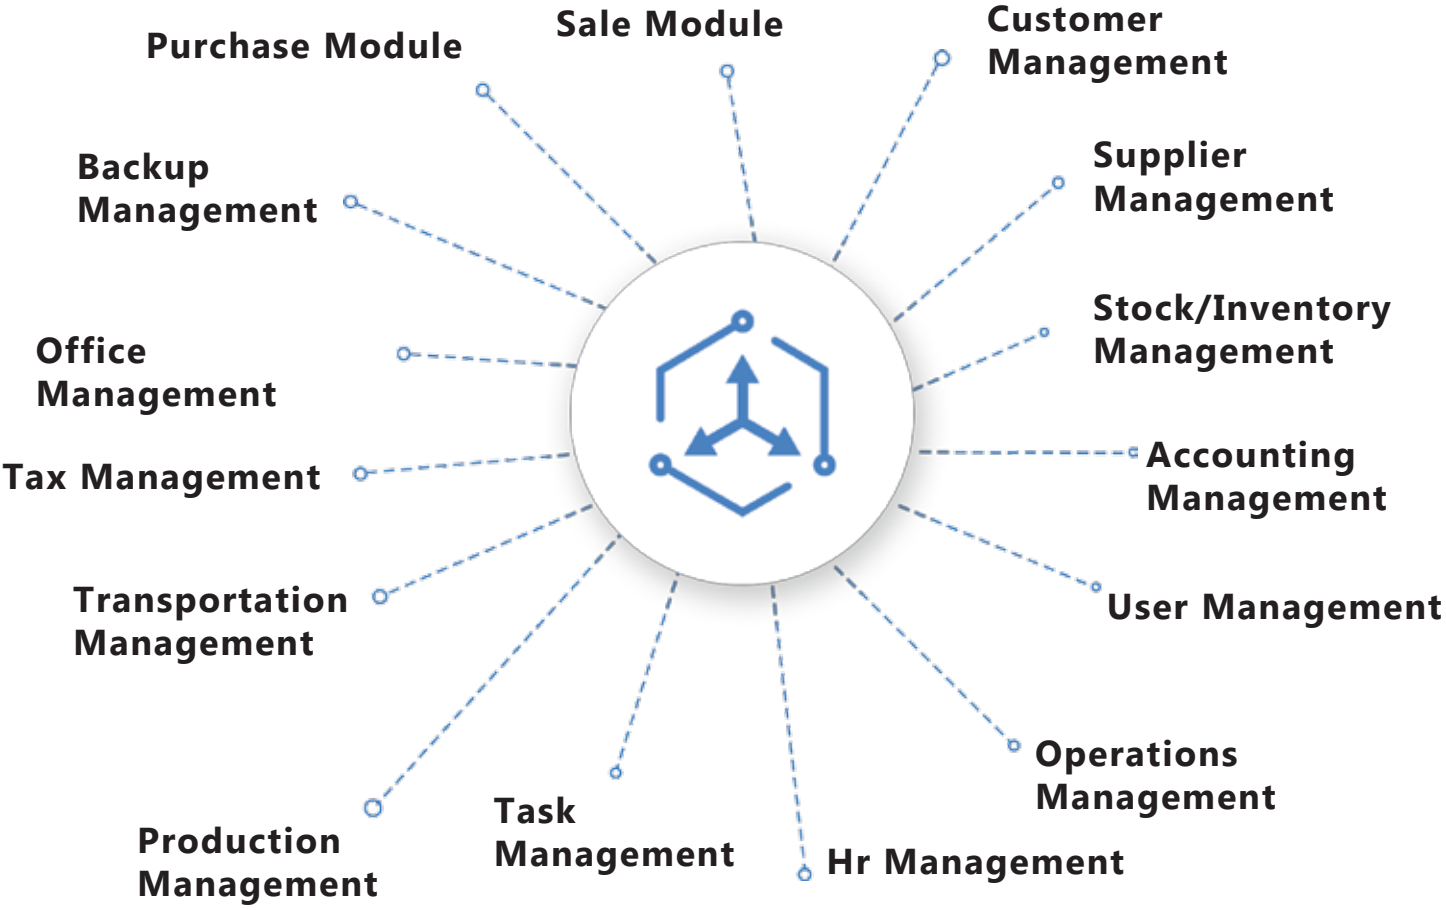 Sale Module
Customer
Management
Purchase Module
Supplier
Management
Backup
Management
Stock/Inventory
Management
Office
Management
Accounting
Management
Tax Management
User Management
Transportation
Management
Operations
Management
Task
Management
Hr Management
Production
Management